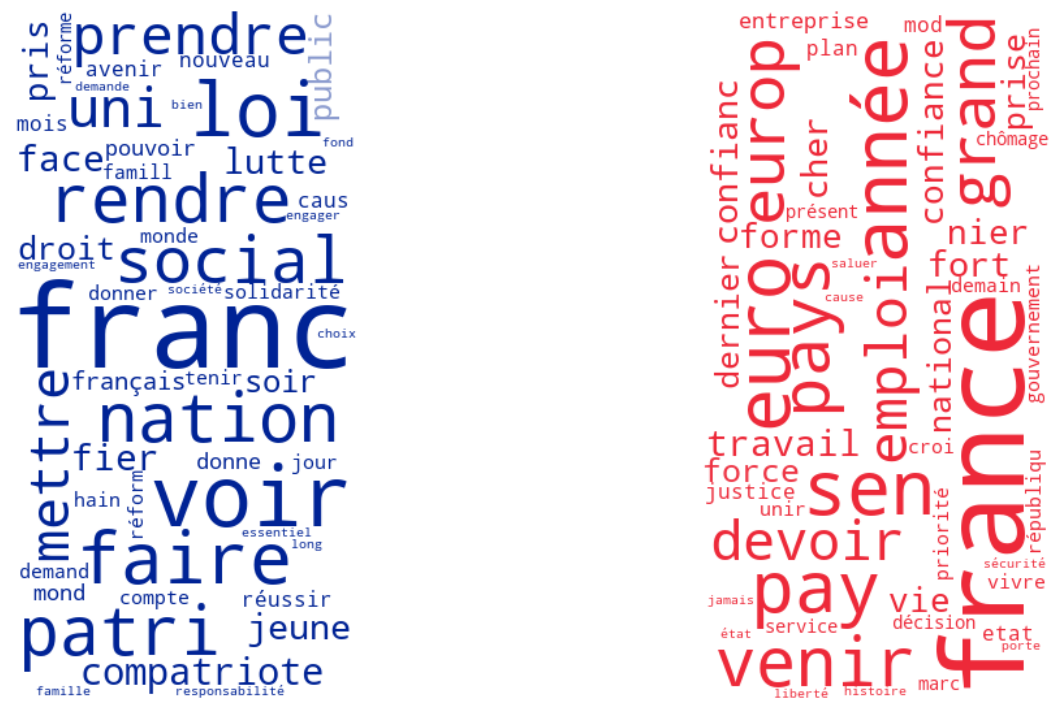 prendre
public
pris
réforme
avenir
nouveau
demande
uni
bien
loi
mois
fond
face
pouvoir
famill
lutte
rendre
caus
engager
droit
monde
engagement
social
donner
société
solidarité
franc
choix
mettre
français
tenir
soir
nation
fier
donne
jour
hain
réform
voir
essentiel
long
faire
demand
mond
compte
réussir
patri
jeune
compatriote
famille
responsabilité
entreprise
mod
plan
europ
année
confiance
grand
prise
prochain
confianc
cher
chômage
présent
forme
nier
fort
saluer
demain
dernier
euro
pays
cause
emploi
national
gouvernement
france
travail
croi
force
justice
unir
sen
priorité
républiqu
devoir
sécurité
vivre
jamais
pay
vie
service
décision
état
etat
porte
venir
marc
liberté
histoire